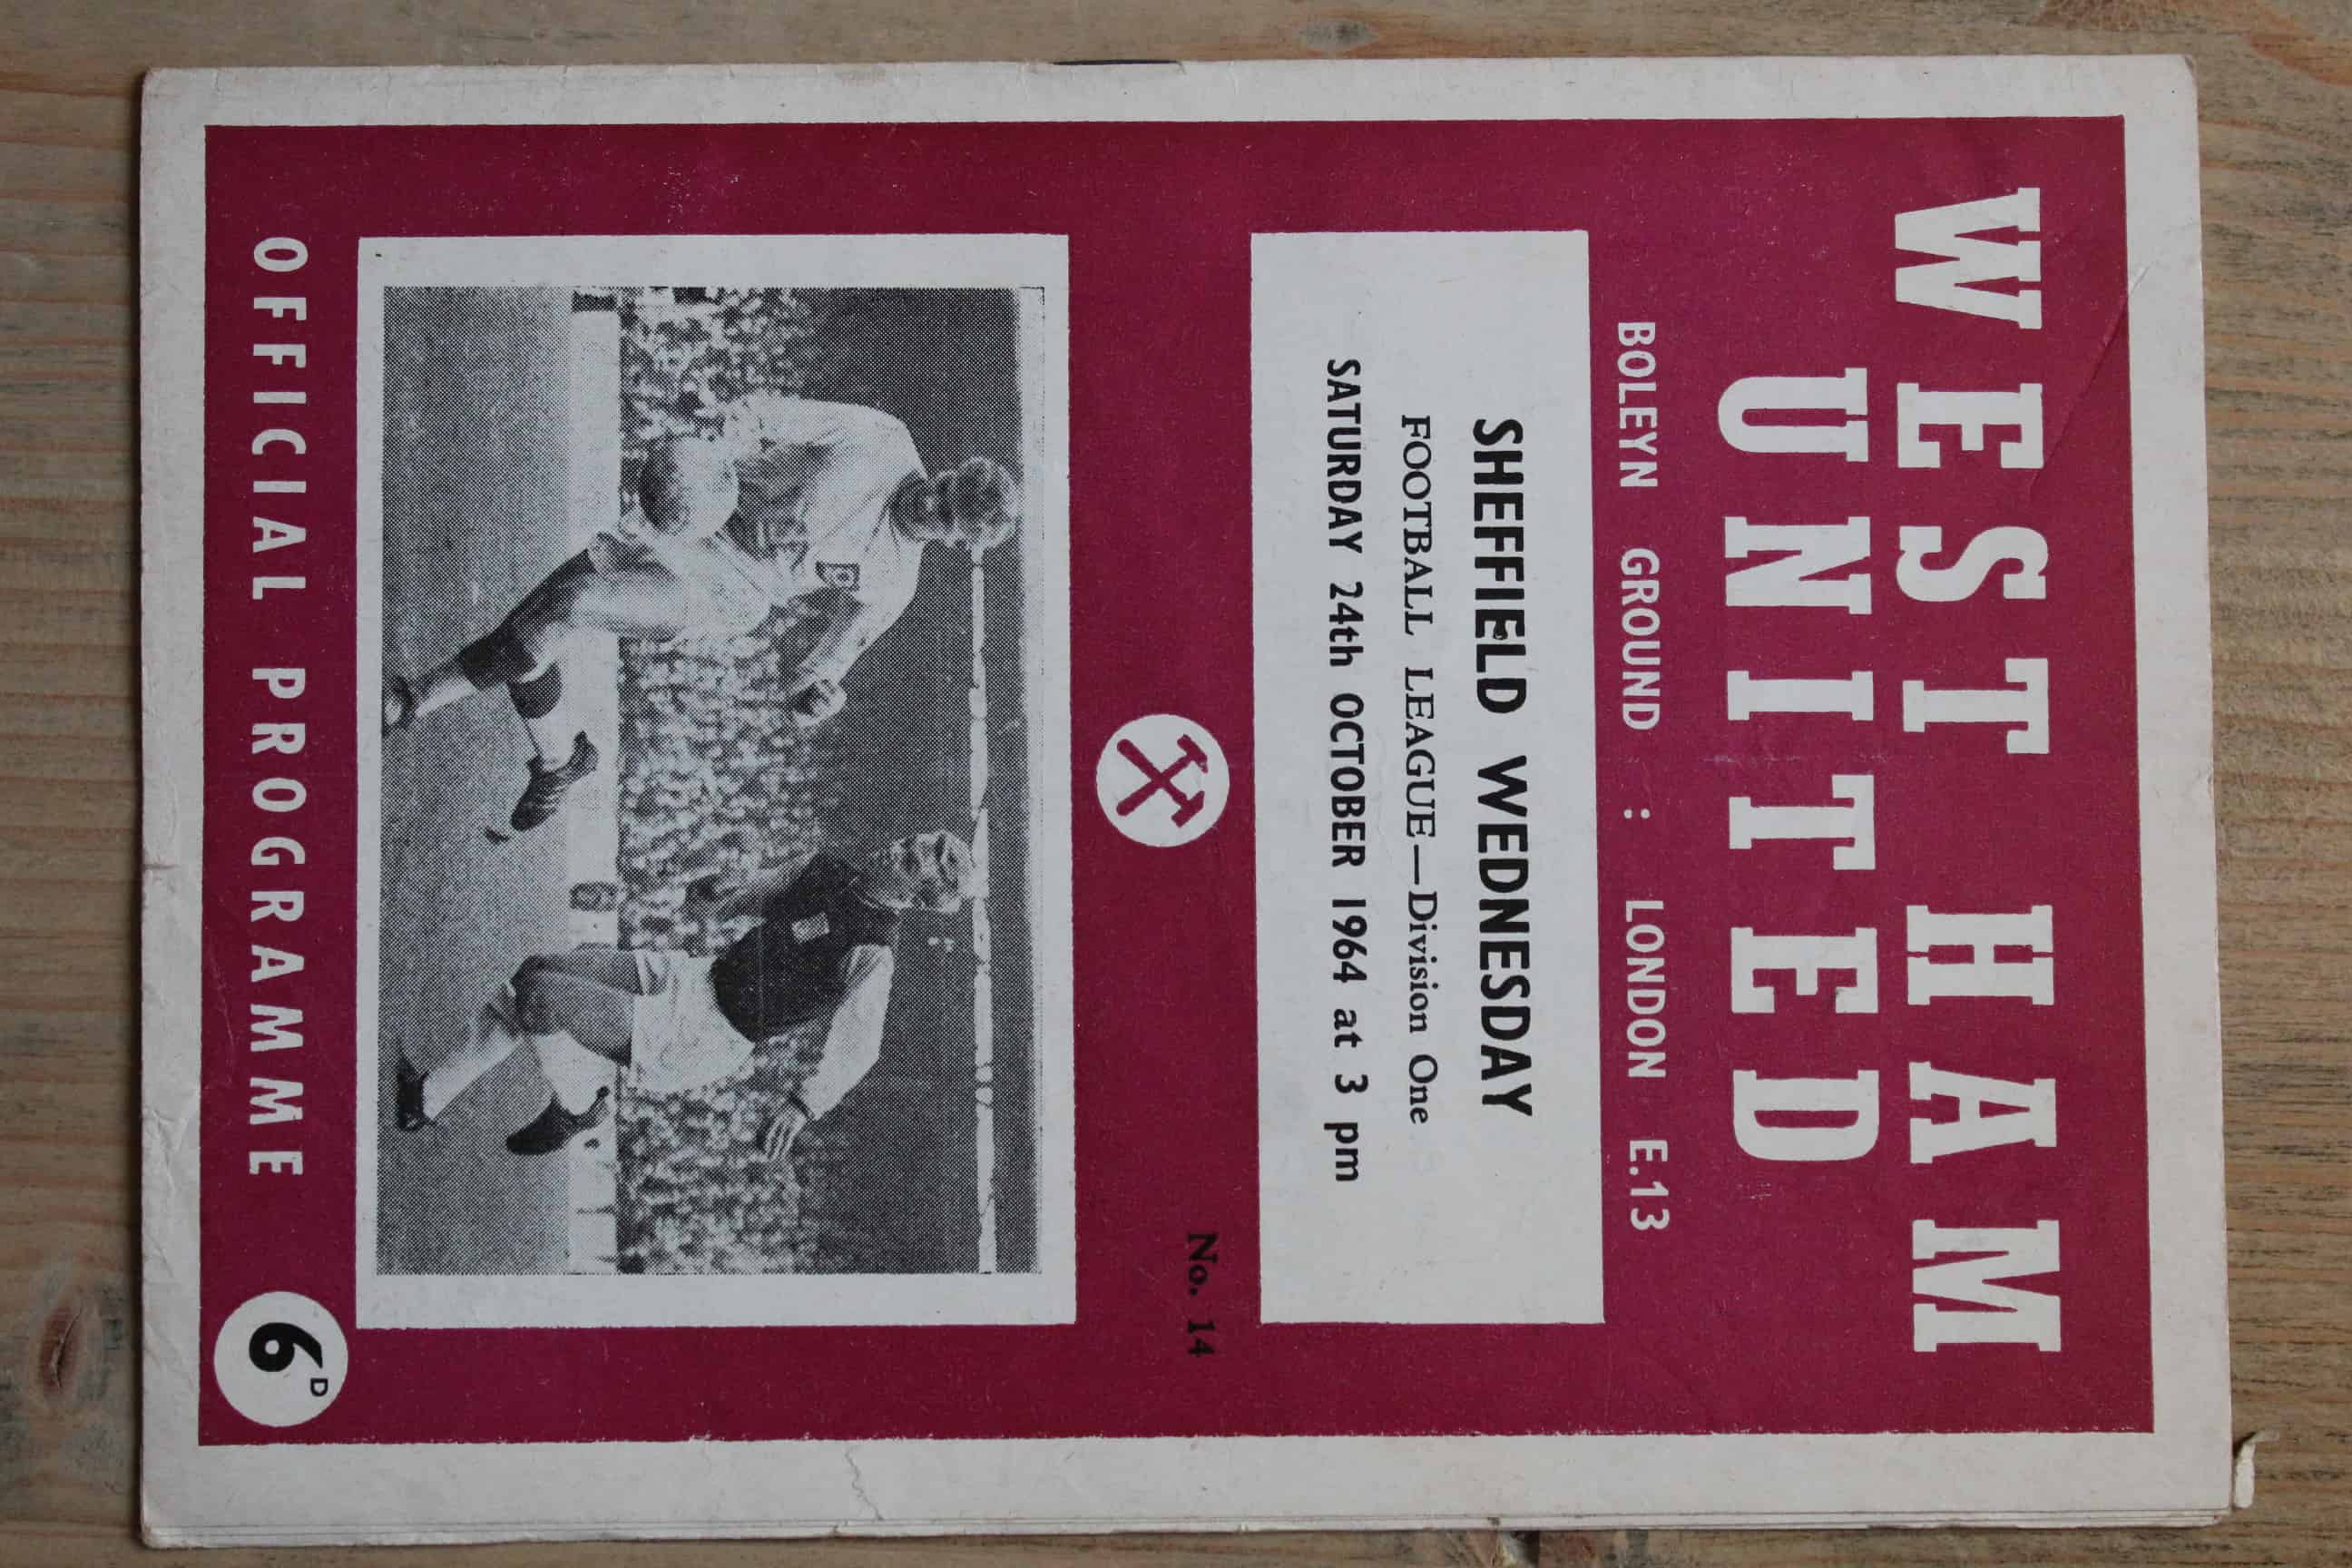 WEST HAM
UNITED
BOLEYN GROUND : LONDON E.13
SHEFFIELD WEDNESDAY
FOOTBALL LEAGUE—Division One
SATURDAY 24th OCTOBER 1964 at 3 pm
No. 14
OFFICIAL PROGRAMME
6D